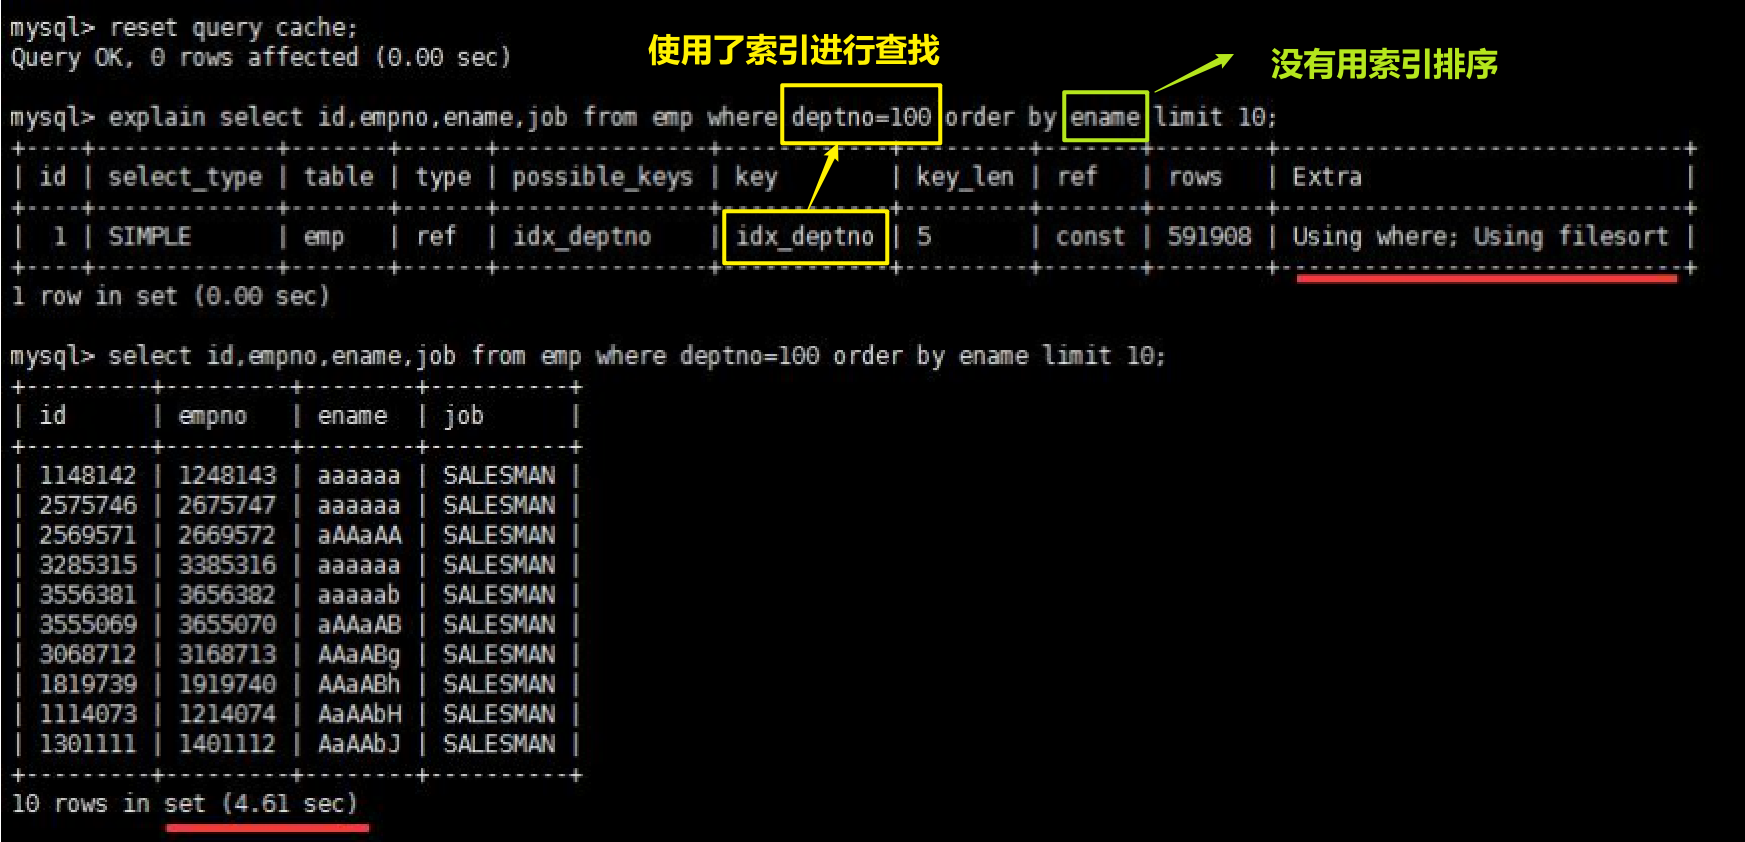 mysql> reset query cache;
Query OK, 0 rows affected (0.00 sec)
使用了索引进行查找
没有用索引排序
mysql> explain select id,empno,ename,job from emp where deptno=100 order by ename limit 10;
+----+-------------+-------+------+---------------+------------+---------+-------+--------+-----------------------------+
| id | select_type | table | type | possible_keys | key        | key_len | ref   | rows   | Extra                       |
+----+-------------+-------+------+---------------+------------+---------+-------+--------+-----------------------------+
|  1 | SIMPLE      | emp   | ref  | idx_deptno    | idx_deptno | 5       | const | 591908 | Using where; Using filesort |
+----+-------------+-------+------+---------------+------------+---------+-------+--------+-----------------------------+
1 row in set (0.00 sec)
mysql> select id,empno,ename,job from emp where deptno=100 order by ename limit 10;
+---------+---------+--------+----------+
| id      | empno   | ename  | job      |
+---------+---------+--------+----------+
| 1148142 | 1248143 | aaaaaa | SALESMAN |
| 2575746 | 2675747 | aaaaaa | SALESMAN |
| 2569571 | 2669572 | aAAaAA | SALESMAN |
| 3285315 | 3385316 | aaaaaa | SALESMAN |
| 3556381 | 3656382 | aaaaab | SALESMAN |
| 3555069 | 3655070 | aAAaAB | SALESMAN |
| 3068712 | 3168713 | AAaABg | SALESMAN |
| 1819739 | 1919740 | AAaABh | SALESMAN |
| 1114073 | 1214074 | AaAAbH | SALESMAN |
| 1301111 | 1401112 | AaAAbJ | SALESMAN |
+---------+---------+--------+----------+
10 rows in set (4.61 sec)